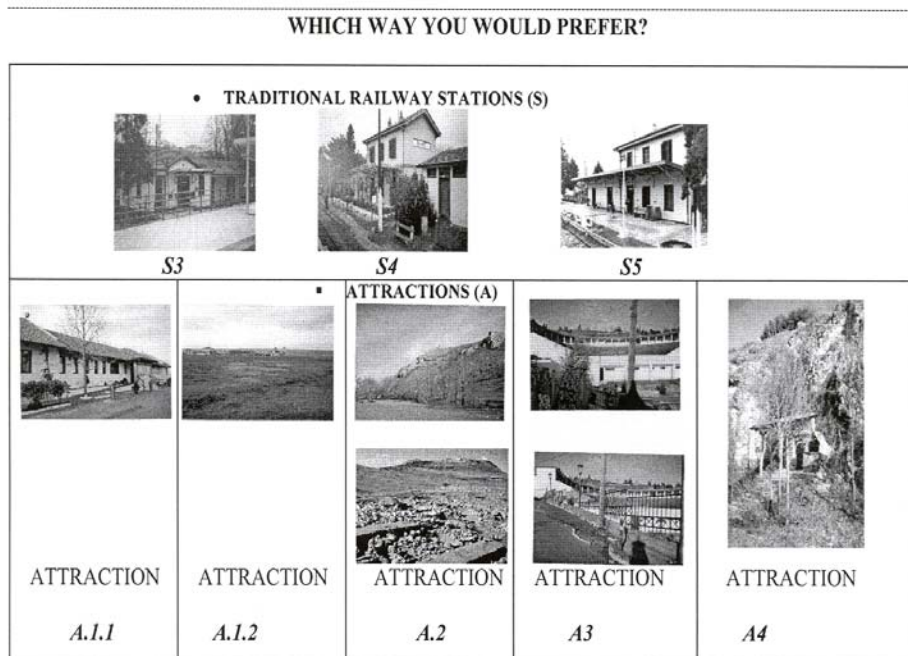 WHICH WAY YOU WOULD PREFER?
• TRADITIONAL RAILWAY STATIONS (S)
S3 S4 S5
▪ ATTRACTIONS (A)
ATTRACTION ATTRACTION ATTRACTION ATTRACTION ATTRACTION
A.1.1 A.1.2 A.2 A3 A4